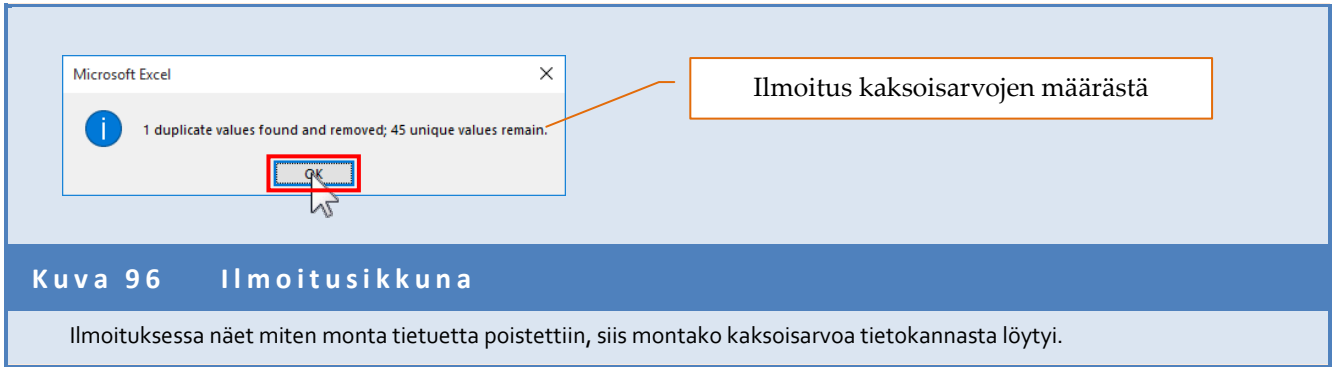 Microsoft Excel
Ilmoitus kaksoisarvojen määrästä
1 duplicate values found and removed; 45 unique values remain.
OK
Kuva 96 Ilmoitusikkuna
Ilmoituksessa näet miten monta tietuetta poistettiin, siis montako kaksoisarvoa tietokannasta löytyi.